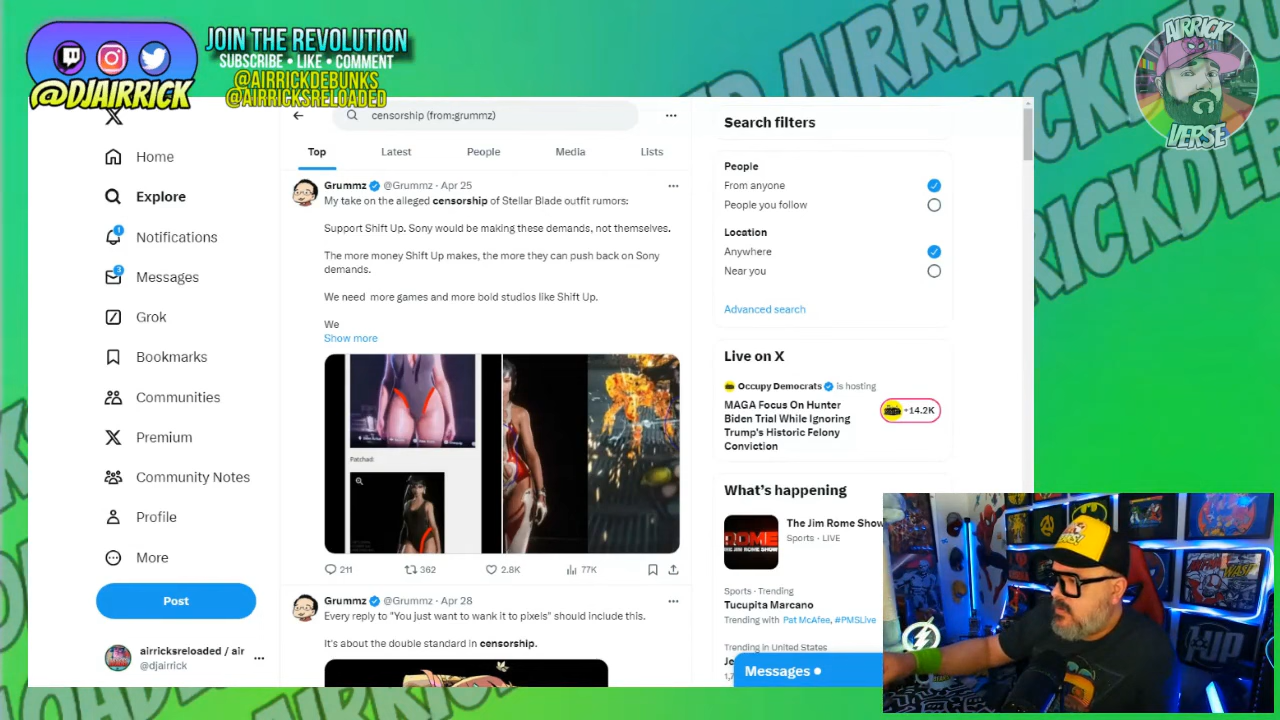 @DJAIRRICK
JOIN THE REVOLUTION
SUBSCRIBE • LIKE • COMMENT
@AIRRICKDEBUNKS
@AIRRICKSRELOADED
AIRRICK
VERSE
X
Home
Explore
1
Notifications
3
Messages
Grok
Bookmarks
Communities
Premium
Community Notes
Profile
More
Post
airricksreloaded / air
@djairrick
censorship (from:grummz)
Top
Latest
People
Media
Lists
Grummz @Grummz · Apr 25
My take on the alleged censorship of Stellar Blade outfit rumors:
Support Shift Up. Sony would be making these demands, not themselves.
The more money Shift Up makes, the more they can push back on Sony
demands.
We need more games and more bold studios like Shift Up.
We
Show more
Patched:
211
362
2.8K
77K
Grummz @Grummz · Apr 28
Every reply to "You just want to wank it to pixels" should include this.
It's about the double standard in censorship.
Search filters
People
From anyone
People you follow
Location
Anywhere
Near you
Advanced search
Live on X
Occupy Democrats is hosting
MAGA Focus On Hunter
Biden Trial While Ignoring
Trump's Historic Felony
Conviction
+14.2K
What's happening
ROME
The Jim Rome Show
Sports · LIVE
Sports · Trending
Tucupita Marcano
Trending with Pat McAfee, #PMSLive
Trending in United States
Je
1,7
Messages